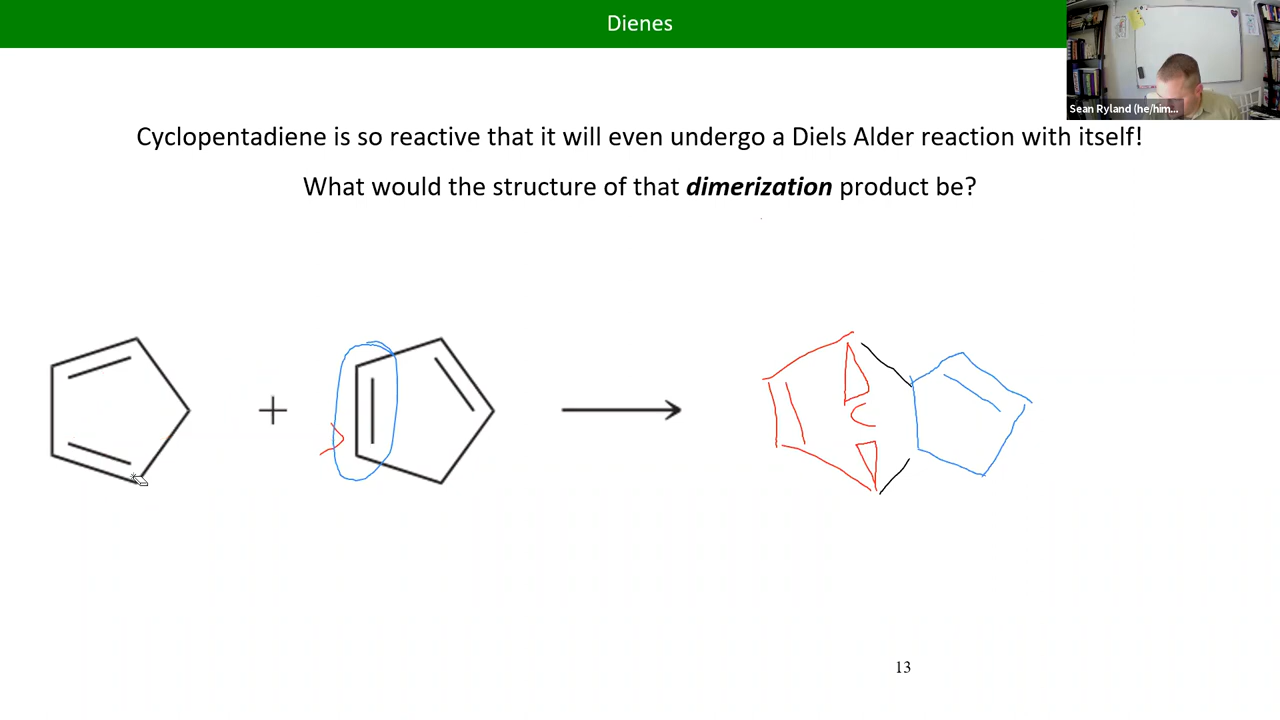 Dienes
Sean Ryland (he/him...
Cyclopentadiene is so reactive that it will even undergo a Diels Alder reaction with itself!
What would the structure of that dimerization product be?
+
C
13